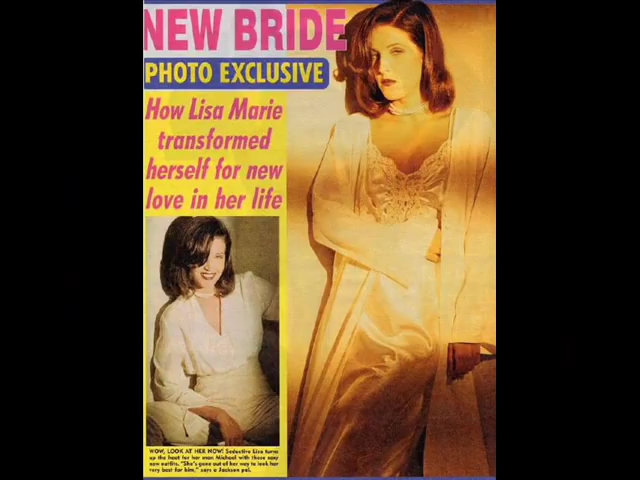 NEW BRIDE
PHOTO EXCLUSIVE
How Lisa Marie
transformed
herself for new
love in her life
WOW, LOOK AT HER NOW! Seductive Lisa turns
up the heat for her man Michael with these sexy
new outfits. "She's gone out of her way to look her
very best for him," says a Jackson pal.